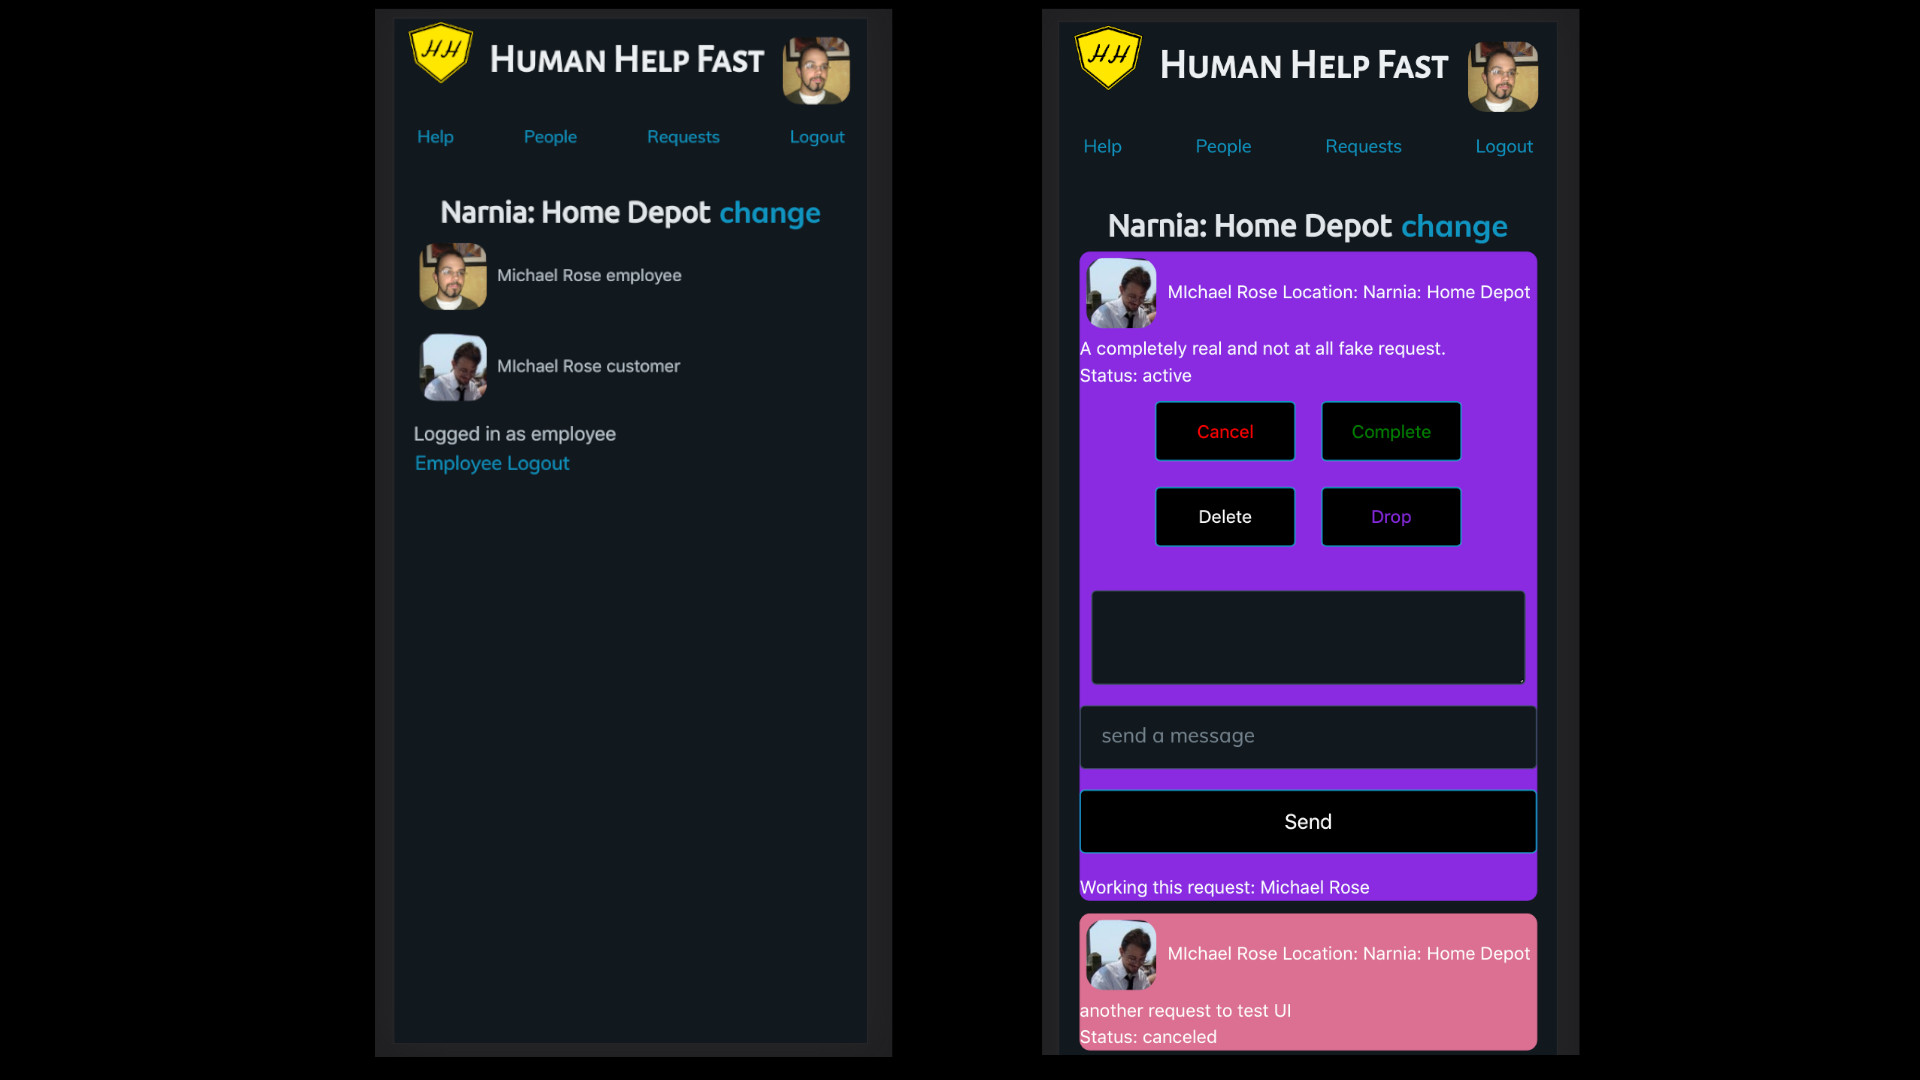 HH HUMAN HELP FAST
Help People Requests Logout
Narnia: Home Depot change
Michael Rose employee
MIchael Rose customer
Logged in as employee
Employee Logout
HH HUMAN HELP FAST
Help People Requests Logout
Narnia: Home Depot change
MIchael Rose Location: Narnia: Home Depot
A completely real and not at all fake request.
Status: active
Cancel Complete
Delete Drop
send a message
Send
Working this request: Michael Rose
MIchael Rose Location: Narnia: Home Depot
another request to test UI
Status: canceled